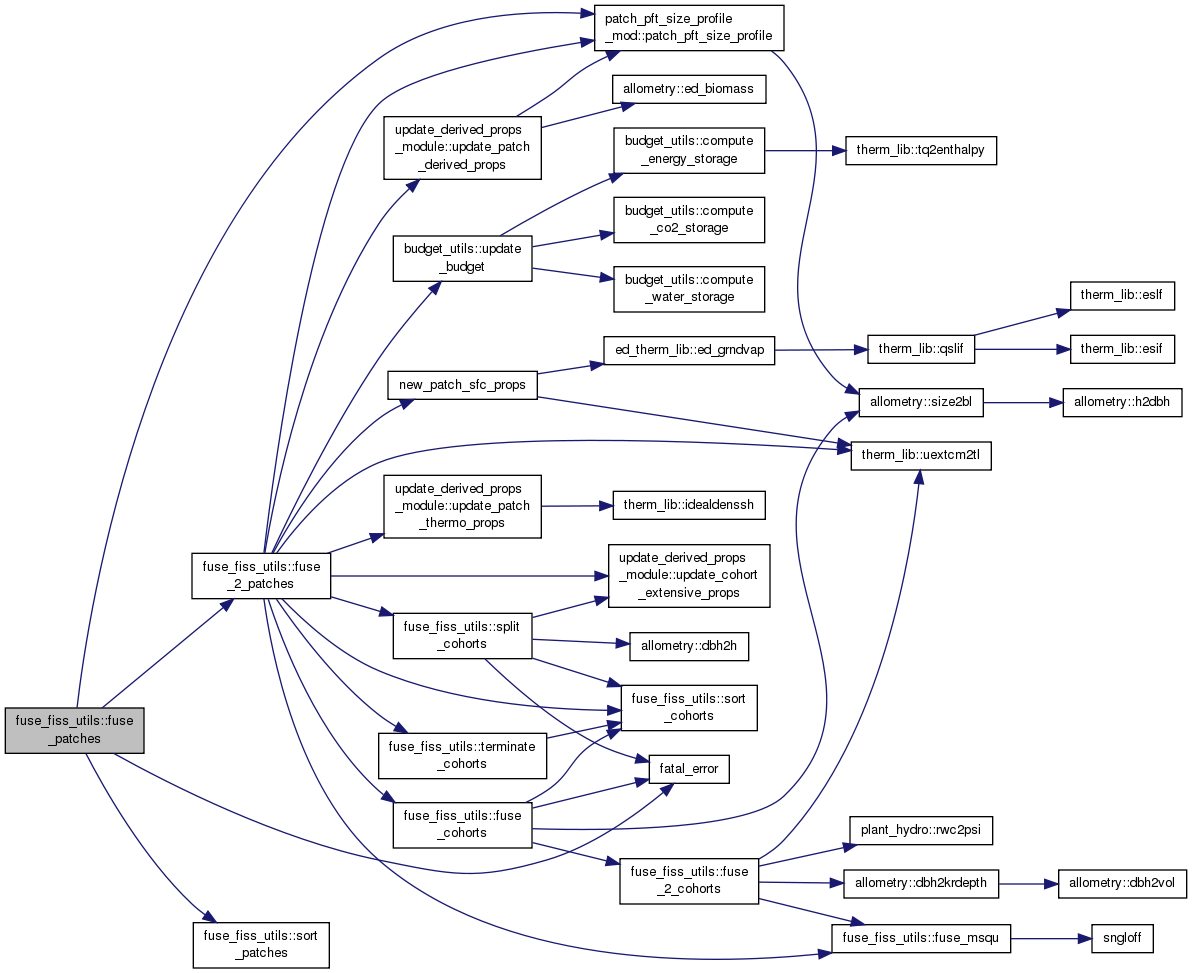 patch_pft_size_profile
_mod::patch_pft_size_profile
allometry::ed_biomass
update_derived_props
_module::update_patch
_derived_props
budget_utils::compute
_energy_storage
therm_lib::tq2enthalpy
budget_utils::compute
_co2_storage
budget_utils::update
_budget
budget_utils::compute
_water_storage
therm_lib::eslf
ed_therm_lib::ed_grndvap
therm_lib::qslif
therm_lib::esif
new_patch_sfc_props
allometry::size2bl
allometry::h2dbh
therm_lib::uextcm2tl
update_derived_props
_module::update_patch
_thermo_props
therm_lib::idealdenssh
fuse_fiss_utils::fuse
_2_patches
update_derived_props
_module::update_cohort
_extensive_props
fuse_fiss_utils::split
_cohorts
allometry::dbh2h
fuse_fiss_utils::sort
_cohorts
fuse_fiss_utils::fuse
_patches
fuse_fiss_utils::terminate
_cohorts
fatal_error
fuse_fiss_utils::fuse
_cohorts
plant_hydro::rwc2psi
fuse_fiss_utils::fuse
_2_cohorts
allometry::dbh2krdepth
allometry::dbh2vol
fuse_fiss_utils::sort
_patches
fuse_fiss_utils::fuse_msqu
sngloff